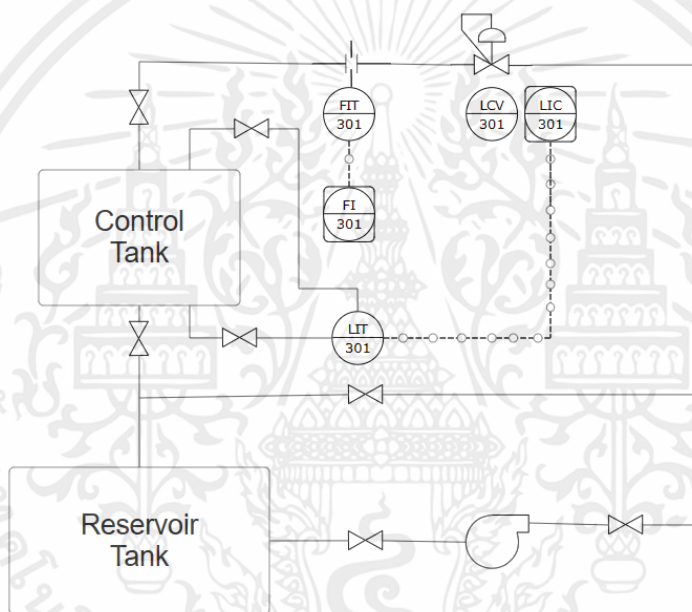 FIT
301
LCV
301
LIC
301
FI
301
Control
Tank
LIT
301
Reservoir
Tank